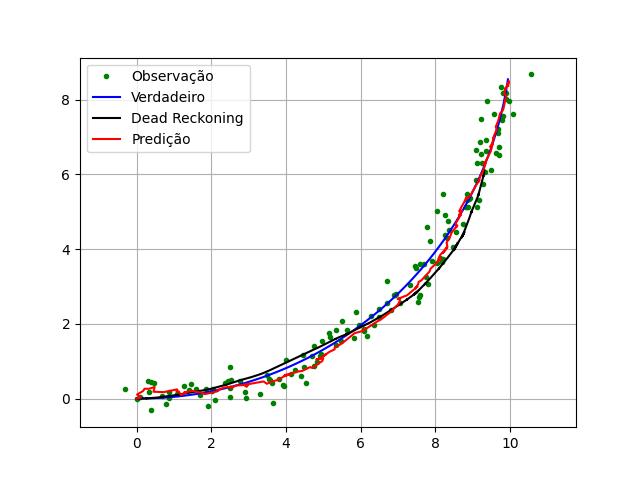 Observação
Verdadeiro
Dead Reckoning
Predição
8
6
4
2
0
0 2 4 6 8 10